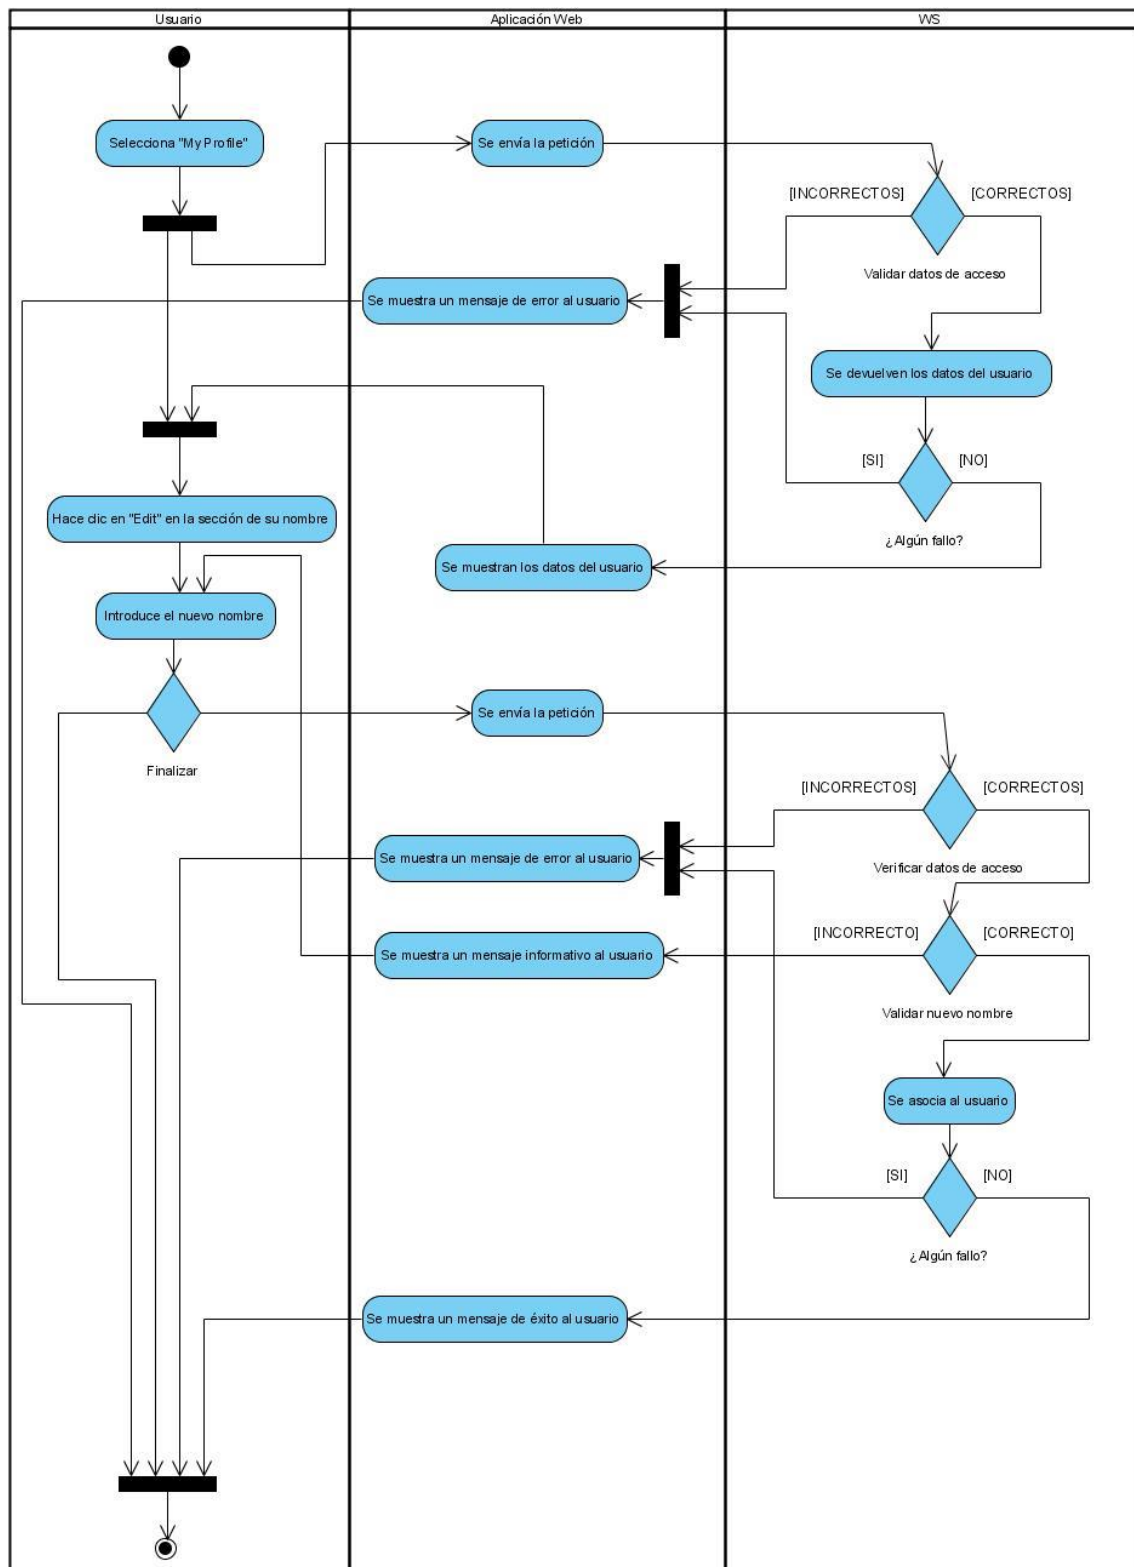 Usuario
Aplicación Web
WS
Selecciona "My Profile"
Se envía la petición
[INCORRECTOS]
[CORRECTOS]
Validar datos de acceso
Se muestra un mensaje de error al usuario
Se devuelven los datos del usuario
[SI]
[NO]
¿Algún fallo?
Hace clic en "Edit" en la sección de su nombre
Se muestran los datos del usuario
Introduce el nuevo nombre
Se envía la petición
Finalizar
[INCORRECTOS]
[CORRECTOS]
Verificar datos de acceso
Se muestra un mensaje de error al usuario
[INCORRECTO]
[CORRECTO]
Se muestra un mensaje informativo al usuario
Validar nuevo nombre
Se asocia al usuario
[SI]
[NO]
¿Algún fallo?
Se muestra un mensaje de éxito al usuario